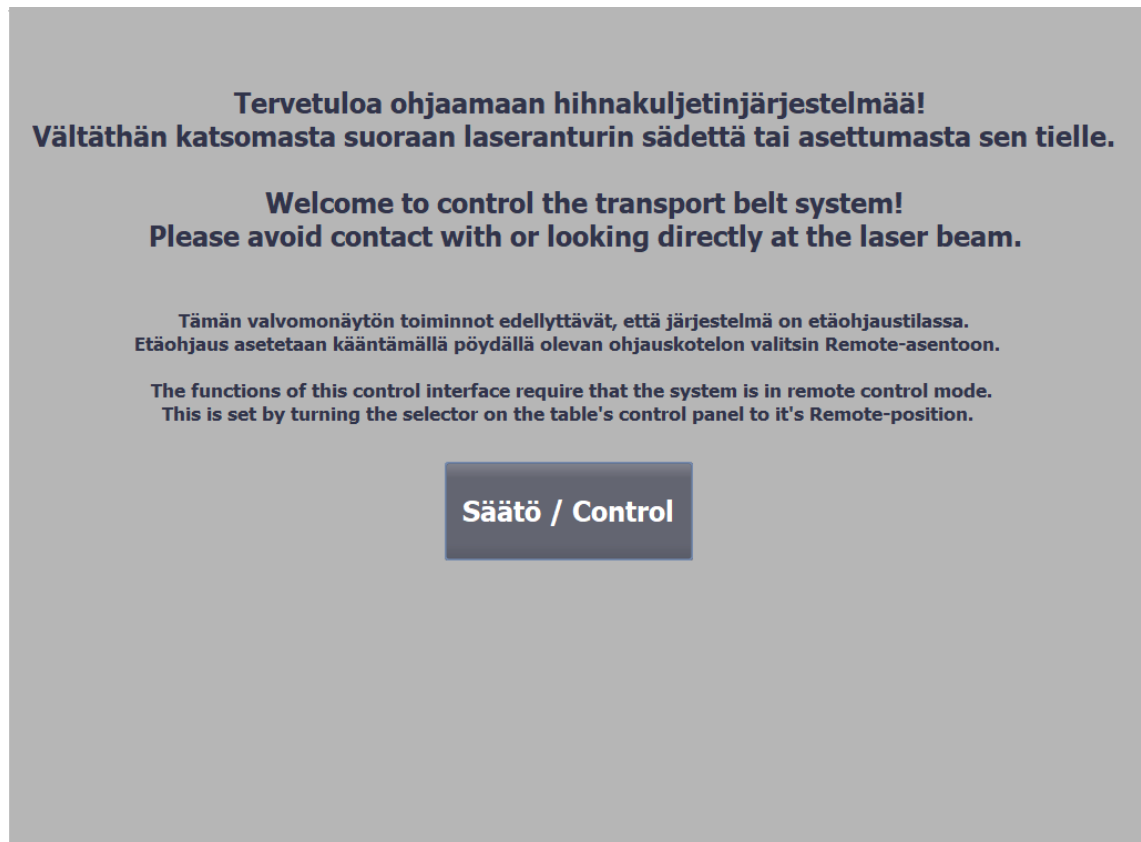 Tervetuloa ohjaamaan hihnakuljetinjärjestelmää!
Vältäthän katsomasta suoraan laseranturin sädettä tai asettumasta sen tielle.
Welcome to control the transport belt system!
Please avoid contact with or looking directly at the laser beam.
Tämän valvomonäytön toiminnot edellyttävät, että järjestelmä on etäohjaustilassa.
Etäohjaus asetetaan kääntämällä pöydällä olevan ohjauskotelon valitsin Remote-asentoon.
The functions of this control interface require that the system is in remote control mode.
This is set by turning the selector on the table's control panel to it's Remote-position.
Säätö / Control